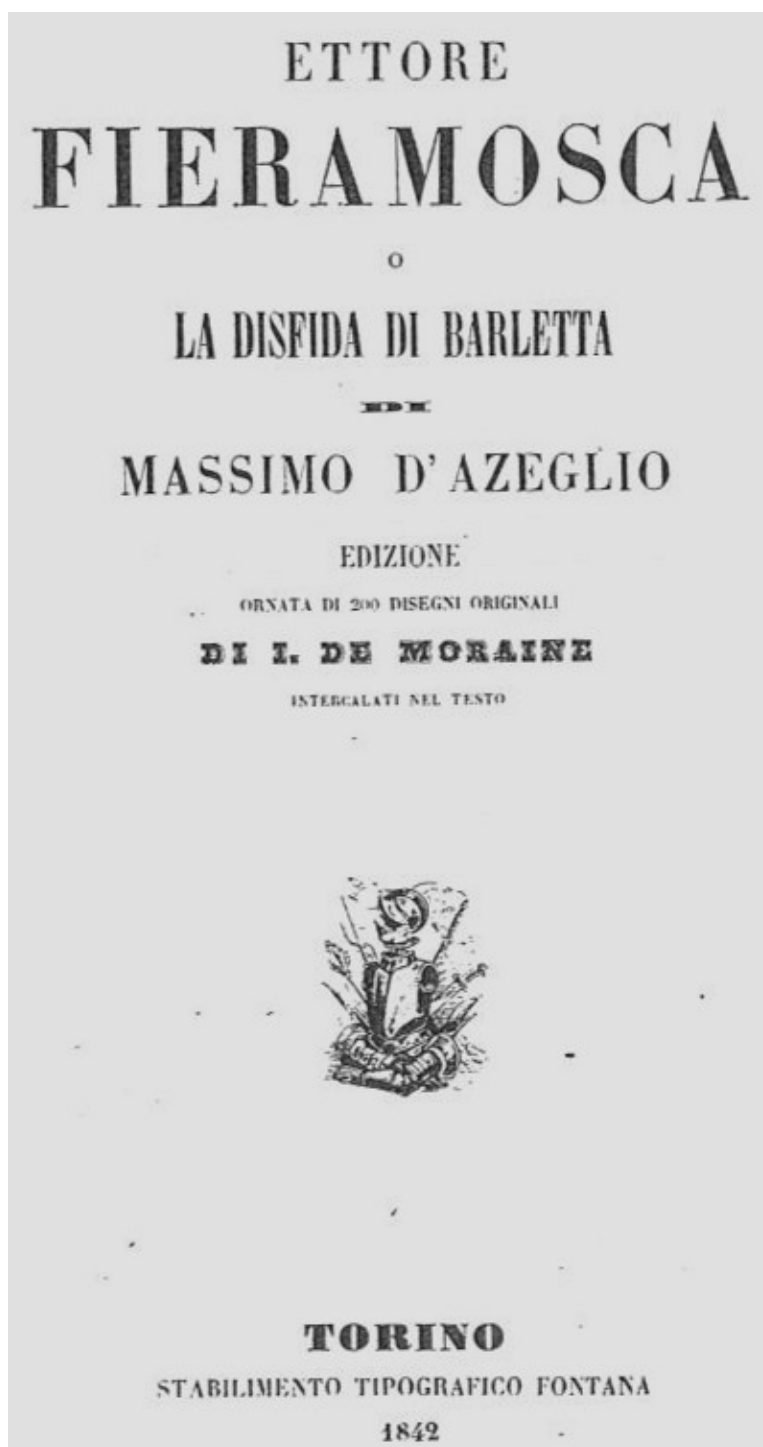 ETTORE
FIERAMOSCA
O
LA DISFIDA DI BARLETTA
DI
MASSIMO D'AZEGLIO
EDIZIONE
ORNATA DI 200 DISEGNI ORIGINALI
DI I. DE MORAINE
INTERCALATI NEL TESTO
TORINO
STABILIMENTO TIPOGRAFICO FONTANA
1842